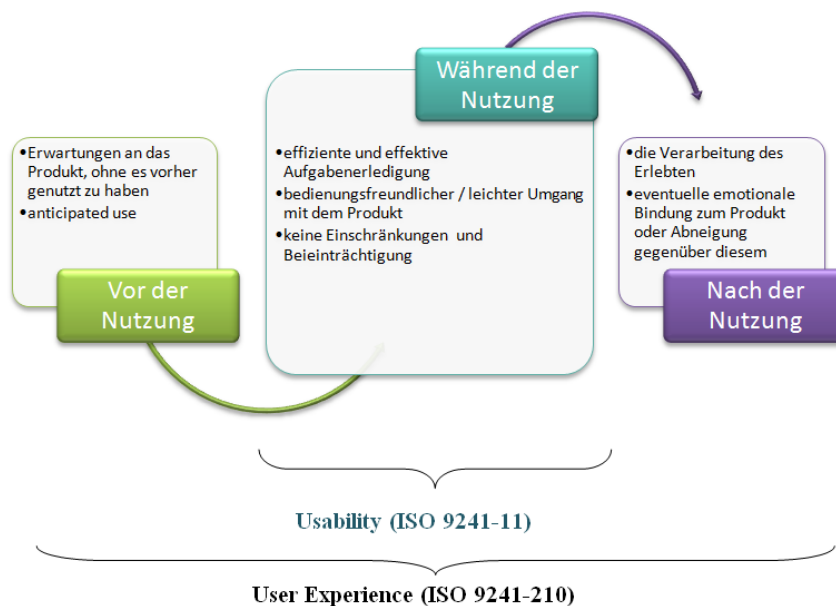 Vor der
Nutzung
•Erwartungen an das
Produkt, ohne es vorher
genutzt zu haben
•anticipated use
Während der
Nutzung
•effiziente und effektive
Aufgabenerledigung
•bedienungsfreundlicher / leichter Umgang
mit dem Produkt
•keine Einschränkungen und
Beieinträchtigung
Nach der
Nutzung
•die Verarbeitung des
Erlebten
•eventuelle emotionale
Bindung zum Produkt
oder Abneigung
gegenüber diesem
Usability (ISO 9241-11)
User Experience (ISO 9241-210)